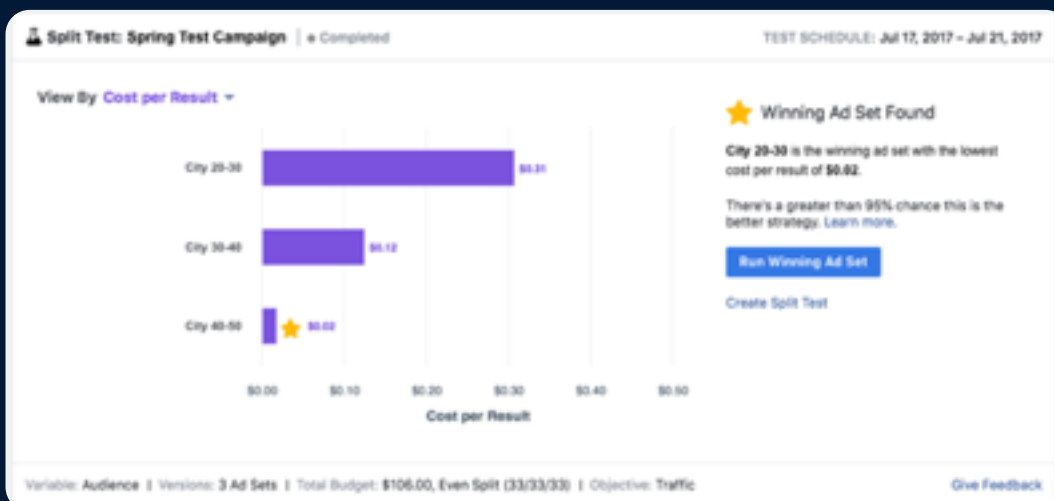 Split Test: Spring Test Campaign | • Completed
TEST SCHEDULE: Jul 17, 2017 – Jul 21, 2017
View By Cost per Result
City 20-30 $0.31
City 30-40 $0.12
City 40-50 $0.02
$0.00 $0.10 $0.20 $0.30 $0.40 $0.50
Cost per Result
Winning Ad Set Found
City 20-30 is the winning ad set with the lowest
cost per result of $0.02.
There's a greater than 95% chance this is the
better strategy. Learn more.
Run Winning Ad Set
Create Split Test
Variable: Audience | Versions: 3 Ad Sets | Total Budget: $106.00, Even Split (33/33/33) | Objective: Traffic
Give Feedback